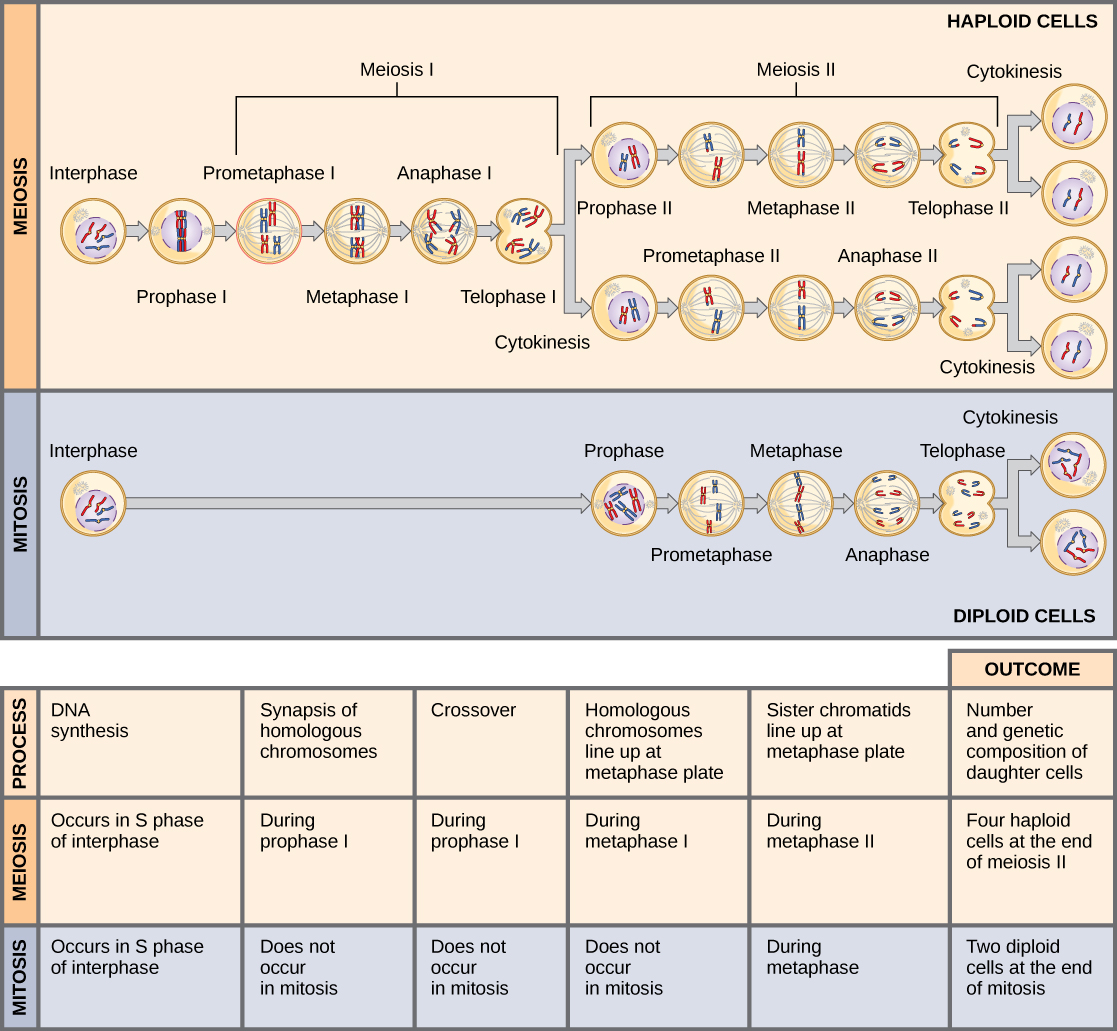 HAPLOID CELLS
MEIOSIS
Meiosis I
Meiosis II
Cytokinesis
Interphase
Prometaphase I
Anaphase I
Prophase II
Metaphase II
Telophase II
Prometaphase II
Anaphase II
Prophase I
Metaphase I
Telophase I
Cytokinesis
Cytokinesis
MITOSIS
Cytokinesis
Interphase
Prophase
Metaphase
Telophase
Prometaphase
Anaphase
DIPLOID CELLS
OUTCOME
PROCESS
DNA
synthesis
Synapsis of
homologous
chromosomes
Crossover
Homologous
chromosomes
line up at
metaphase plate
Sister chromatids
line up at
metaphase plate
Number
and genetic
composition of
daughter cells
MEIOSIS
Occurs in S phase
of interphase
During
prophase I
During
prophase I
During
metaphase I
During
metaphase II
Four haploid
cells at the end
of meiosis II
MITOSIS
Occurs in S phase
of interphase
Does not
occur
in mitosis
Does not
occur
in mitosis
Does not
occur
in mitosis
During
metaphase
Two diploid
cells at the end
of mitosis